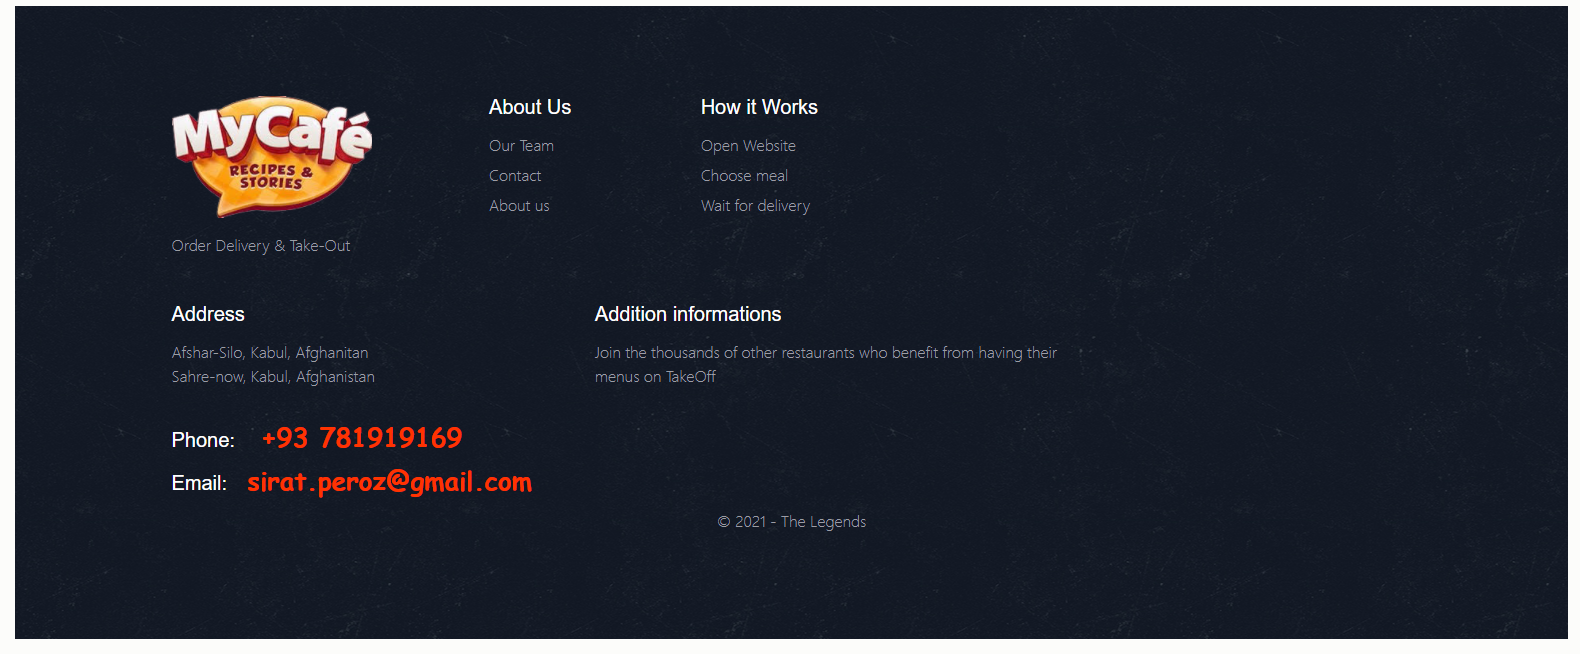 MyCafé
RECIPES &
STORIES
Order Delivery & Take-Out
About Us
Our Team
Contact
About us
How it Works
Open Website
Choose meal
Wait for delivery
Address
Afshar-Silo, Kabul, Afghanitan
Sahre-now, Kabul, Afghanistan
Addition informations
Join the thousands of other restaurants who benefit from having their
menus on TakeOff
Phone: +93 781919169
Email: sirat.peroz@gmail.com
© 2021 - The Legends